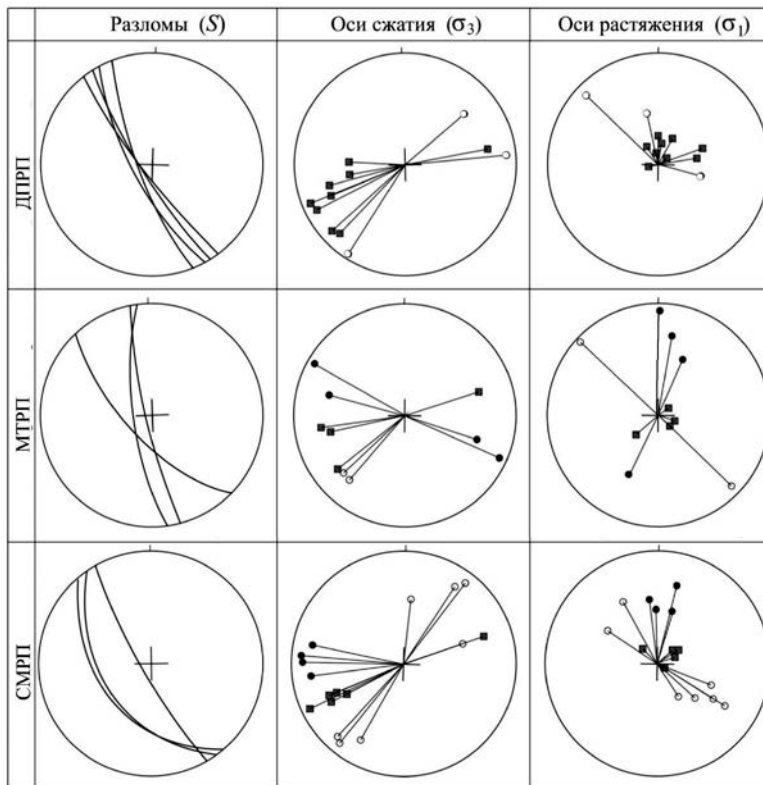 Разломы (S)
Оси сжатия (σ₃)
Оси растяжения (σ₁)
ДПРП
МТРП
СМРП